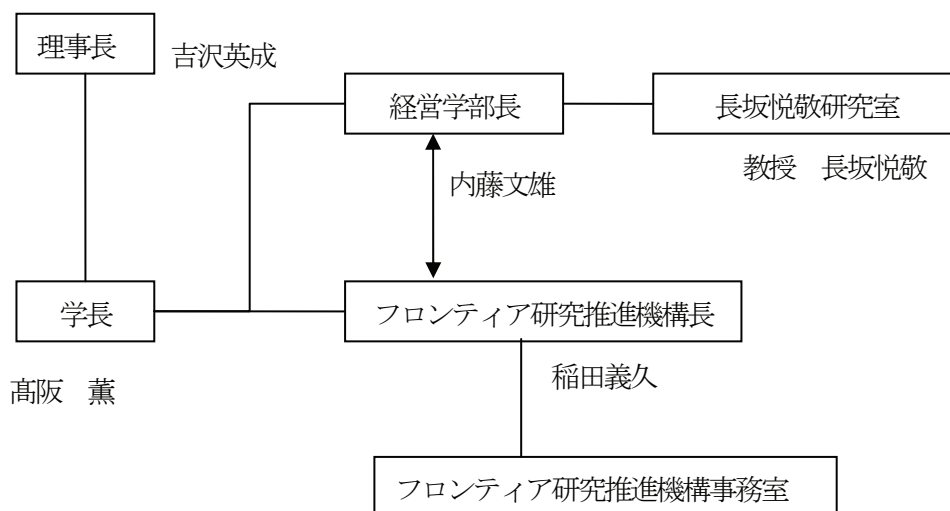 理事長
吉沢英成
経営学部長
長坂悦敬研究室
教授　長坂悦敬
内藤文雄
学長
フロンティア研究推進機構長
髙阪　薫
稲田義久
フロンティア研究推進機構事務室